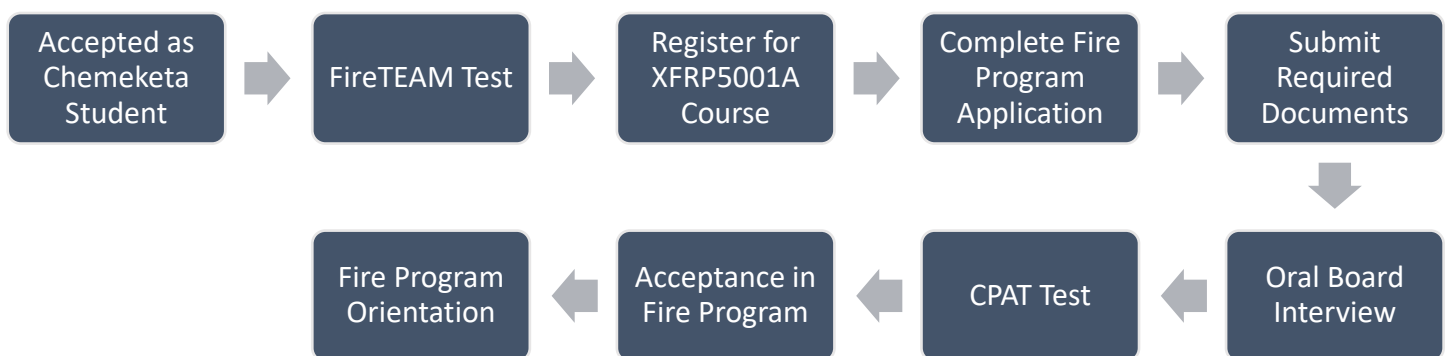 Accepted as
Chemeketa
Student
FireTEAM Test
Register for
XFRP5001A
Course
Complete Fire
Program
Application
Submit
Required
Documents
Oral Board
Interview
CPAT Test
Acceptance in
Fire Program
Fire Program
Orientation